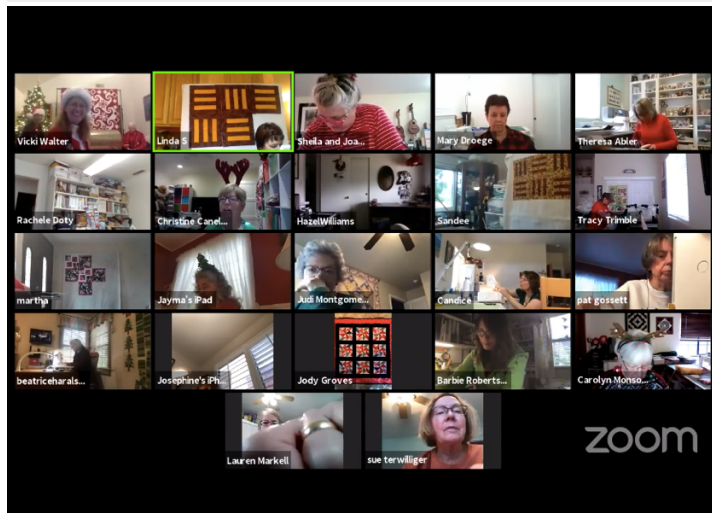 Vicki Walter
Linda S
Sheila and Joa...
Mary Droege
Theresa Abler
Rachele Doty
Christine Canel...
HazelWilliams
Sandee
Tracy Trimble
martha
Jayma's iPad
Judi Montgome...
Candice
pat gossett
beatriceharals...
Josephine's iPh...
Jody Groves
Barbie Roberts...
Carolyn Monso...
Lauren Markell
sue terwilliger
zoom